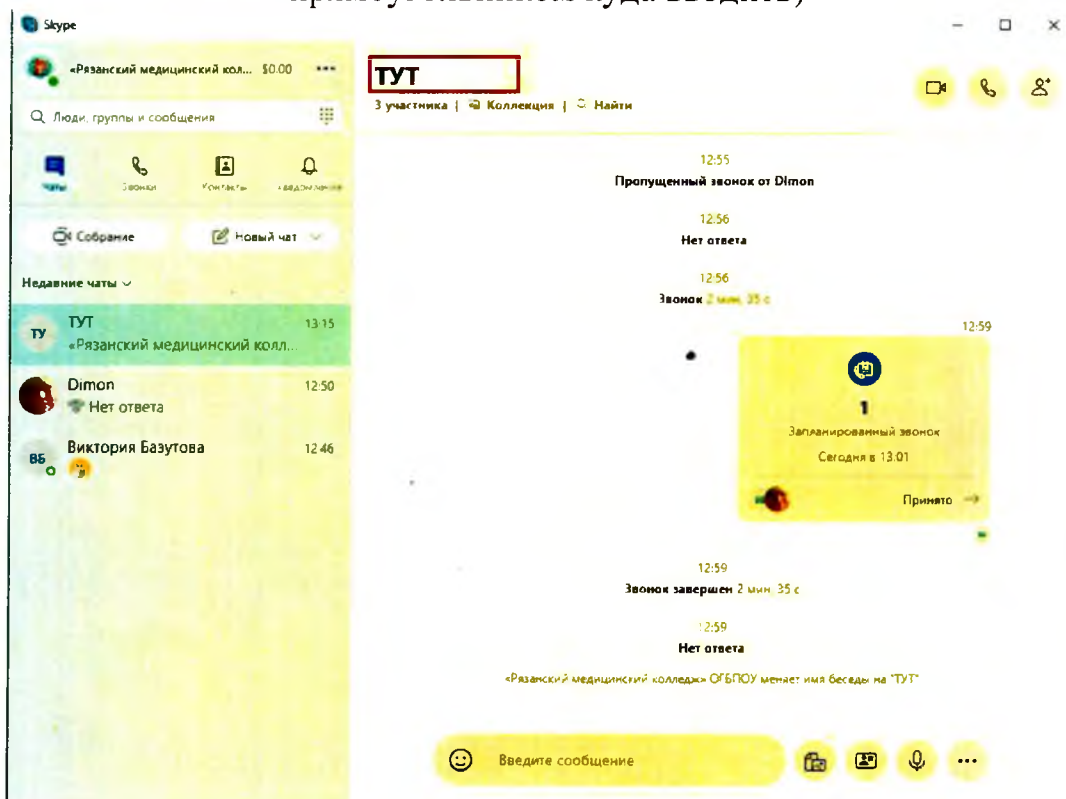 Skype
«Рязанский медицинский кол... $0.00 •••
Люди, группы и сообщения
Чаты
Звонки
Контакты
Собрание
Новый чат
Недавние чаты
ТУ
ТУТ
13:15
«Рязанский медицинский колл...
Dimon
12:50
Нет ответа
ВБ
Виктория Базутова
12:46
ТУТ
3 участника | Коллекция | Найти
12:55
Пропущенный звонок от Dimon
12:56
Нет ответа
12:56
Звонок 2 мин. 35 с
12:59
1
Запланированный звонок
Сегодня в 13:01
Принято
12:59
Звонок завершен 2 мин. 35 с
12:59
Нет ответа
«Рязанский медицинский колледж» ОГБПОУ меняет имя беседы на "ТУТ"
Введите сообщение